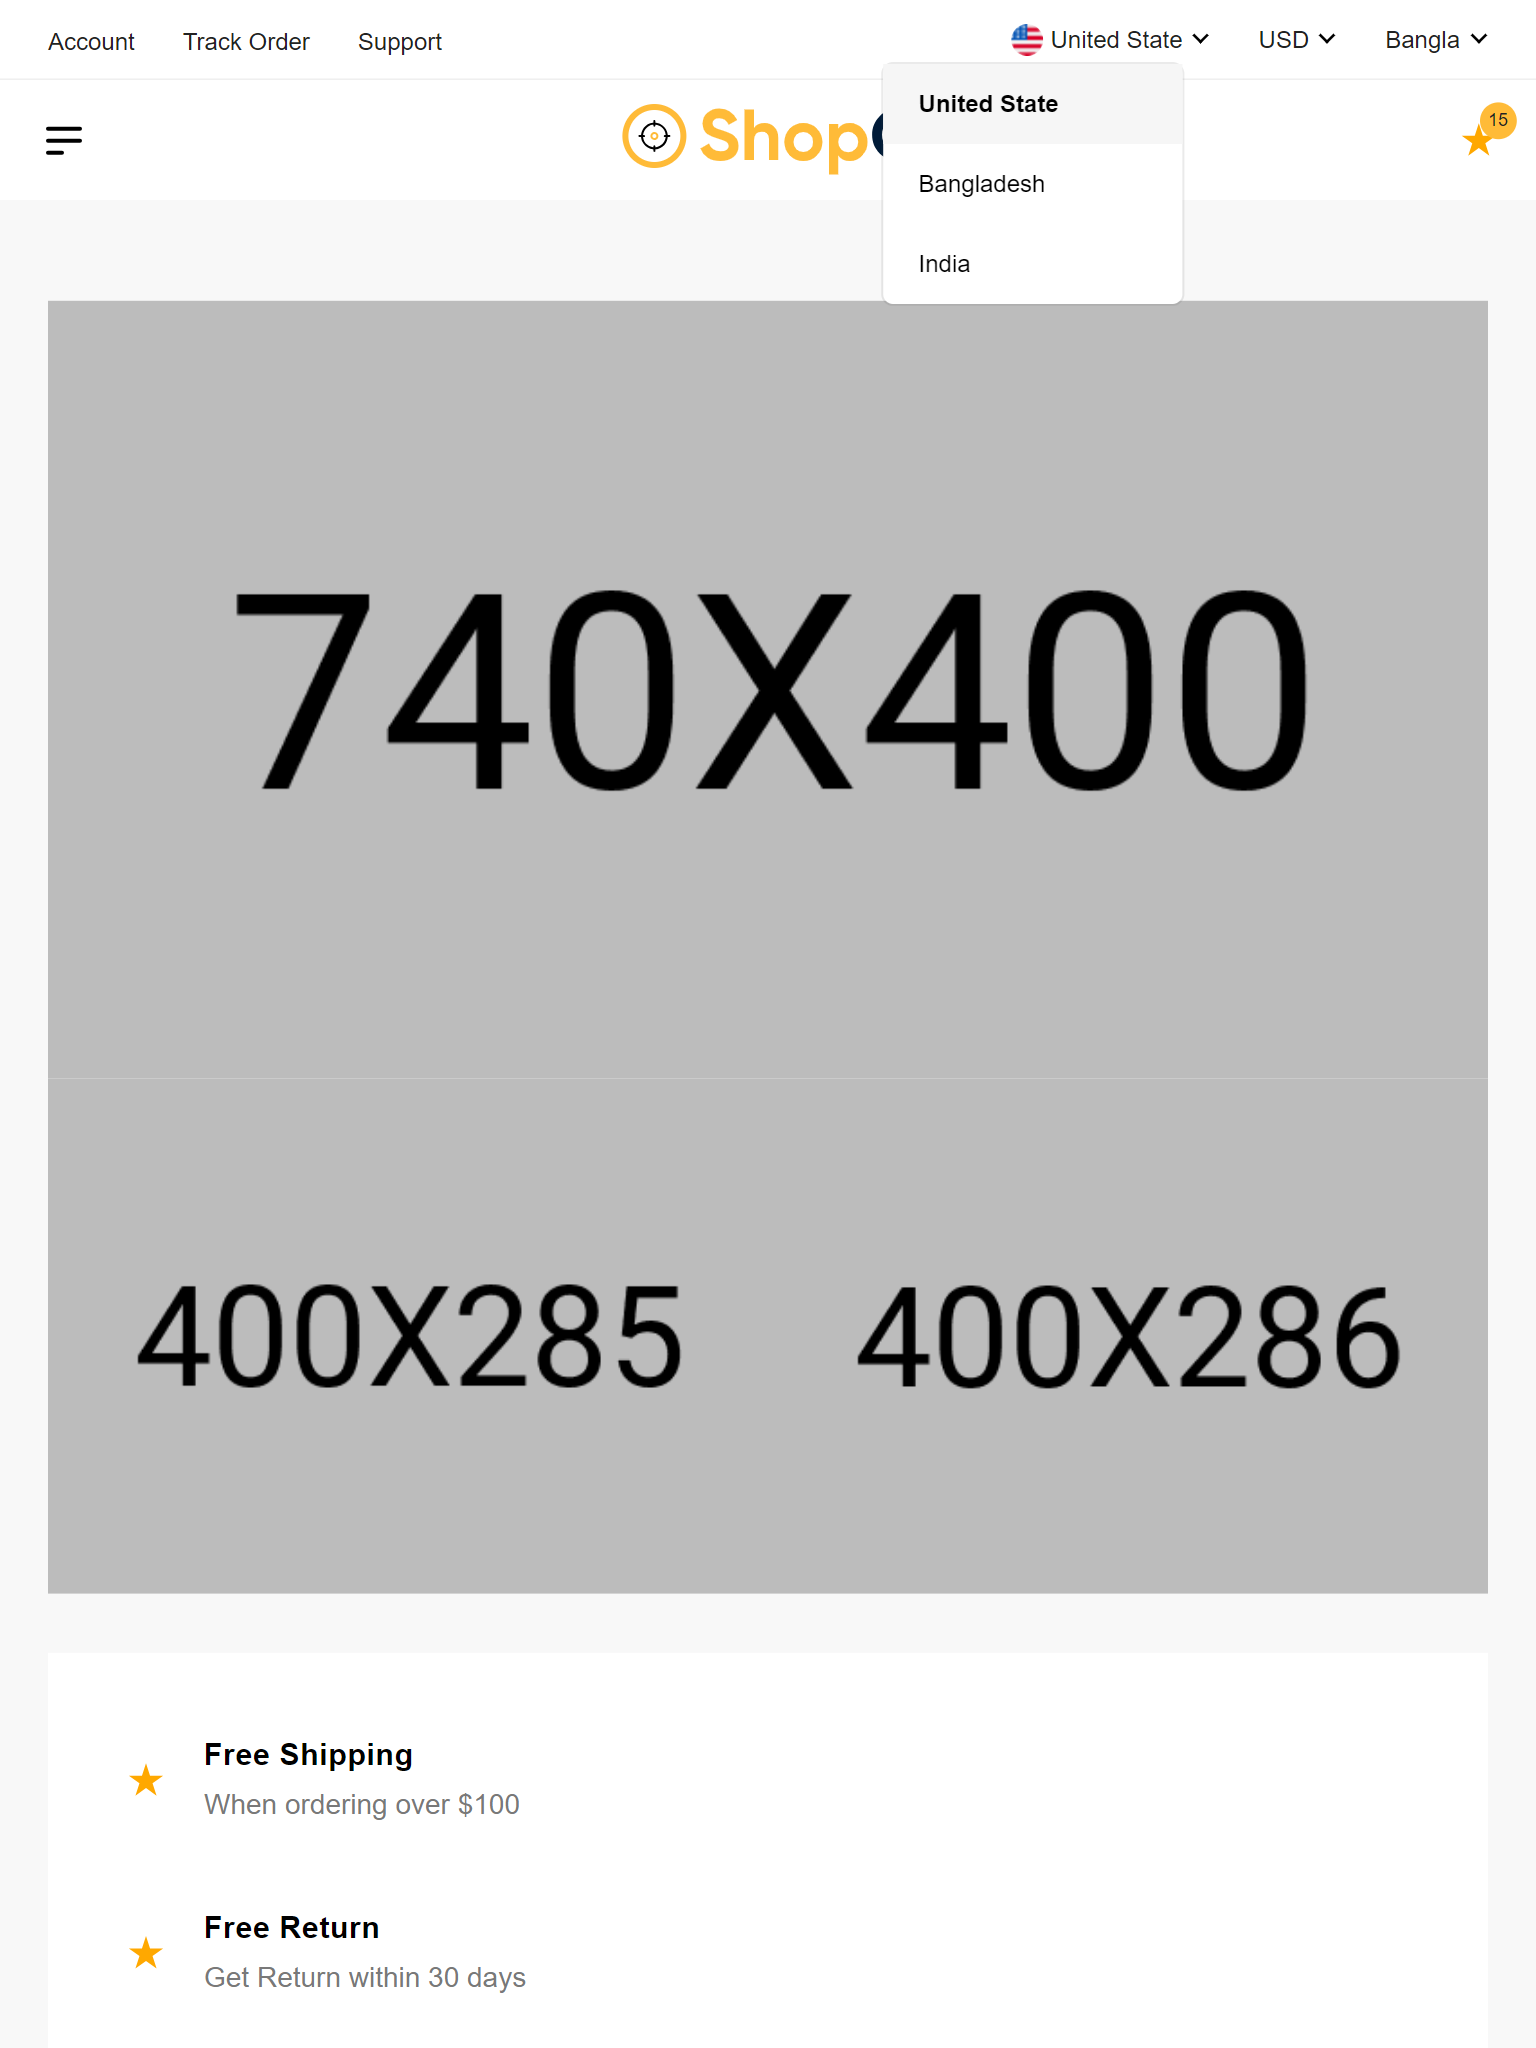 Account Track Order Support United State USD Bangla
United State
Shop
15
Bangladesh
India
740X400
400X285 400X286
Free Shipping
When ordering over $100
Free Return
Get Return within 30 days